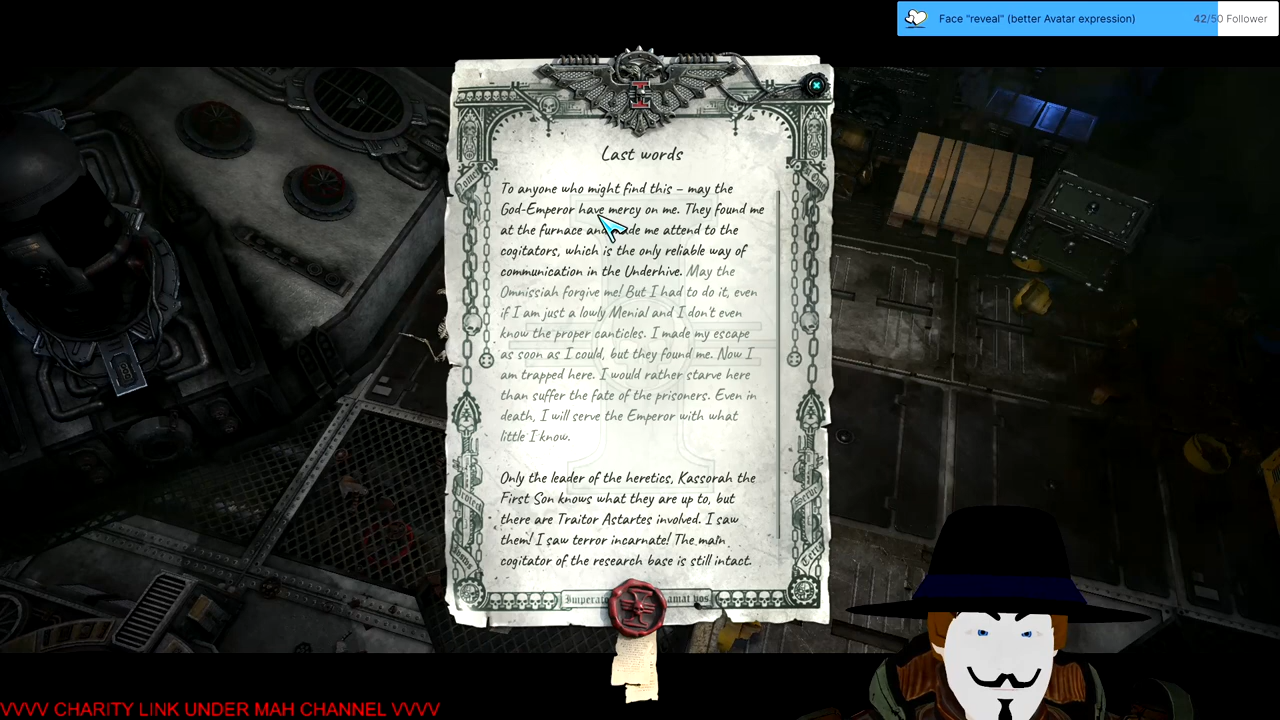 Face "reveal" (better Avatar expression)
42/50 Follower
Last words
To anyone who might find this – may the
God-Emperor have mercy on me. They found me
at the furnace and made me attend to the
cogitators, which is the only reliable way of
communication in the Underhive. May the
Omnissiah forgive me! But I had to do it, even
if I am just a lowly Menial and I don't even
know the proper canticles. I made my escape
as soon as I could, but they found me. Now I
am trapped here. I would rather starve here
than suffer the fate of the prisoners. Even in
death, I will serve the Emperor with what
little I know.
Only the leader of the heretics, Kassorah the
First Son knows what they are up to, but
there are Traitor Astartes involved. I saw
them! I saw terror incarnate! The main
cogitator of the research base is still intact.
VVVV CHARITY LINK UNDER MAH CHANNEL VVVV